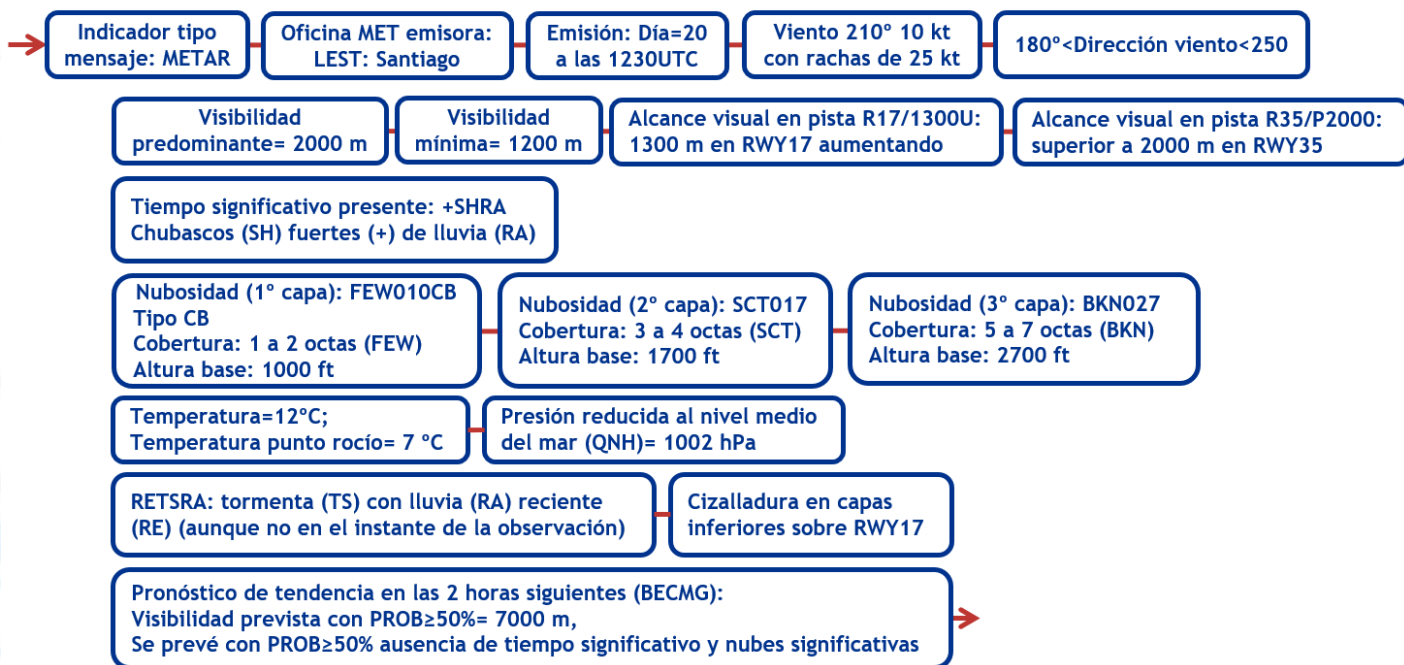 Indicador tipo
mensaje: METAR
Oficina MET emisora:
LEST: Santiago
Emisión: Día=20
a las 1230UTC
Viento 210º 10 kt
con rachas de 25 kt
180º<Dirección viento<250
Visibilidad
predominante= 2000 m
Visibilidad
mínima= 1200 m
Alcance visual en pista R17/1300U:
1300 m en RWY17 aumentando
Alcance visual en pista R35/P2000:
superior a 2000 m en RWY35
Tiempo significativo presente: +SHRA
Chubascos (SH) fuertes (+) de lluvia (RA)
Nubosidad (1º capa): FEW010CB
Tipo CB
Cobertura: 1 a 2 octas (FEW)
Altura base: 1000 ft
Nubosidad (2º capa): SCT017
Cobertura: 3 a 4 octas (SCT)
Altura base: 1700 ft
Nubosidad (3º capa): BKN027
Cobertura: 5 a 7 octas (BKN)
Altura base: 2700 ft
Temperatura=12ºC;
Temperatura punto rocío= 7 ºC
Presión reducida al nivel medio
del mar (QNH)= 1002 hPa
RETSRA: tormenta (TS) con lluvia (RA) reciente
(RE) (aunque no en el instante de la observación)
Cizalladura en capas
inferiores sobre RWY17
Pronóstico de tendencia en las 2 horas siguientes (BECMG):
Visibilidad prevista con PROB≥50%= 7000 m,
Se prevé con PROB≥50% ausencia de tiempo significativo y nubes significativas